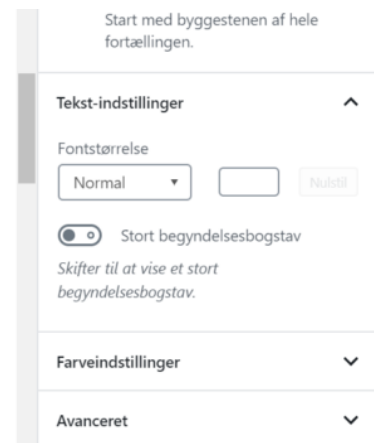 Start med byggestenen af hele
fortællingen.
Tekst-indstillinger
Fontstørrelse
Normal
Nulstil
Stort begyndelsesbogstav
Skifter til at vise et stort
begyndelsesbogstav.
Farveindstillinger
Avanceret